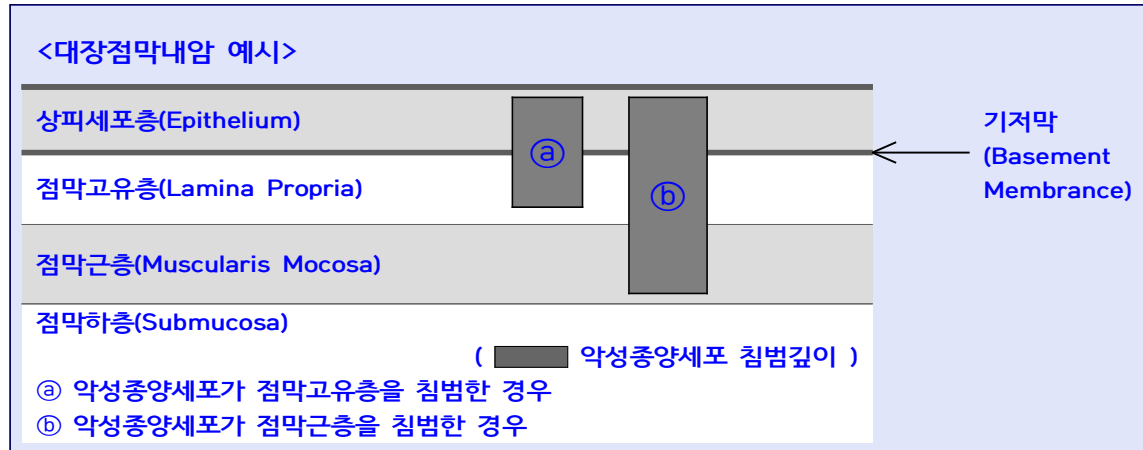 <대장점막내암 예시>
상피세포층(Epithelium)
ⓐ
기저막
(Basement
Membrance)
점막고유층(Lamina Propria)
ⓑ
점막근층(Muscularis Mocosa)
점막하층(Submucosa)
( 악성종양세포 침범깊이 )
ⓐ 악성종양세포가 점막고유층을 침범한 경우
ⓑ 악성종양세포가 점막근층을 침범한 경우